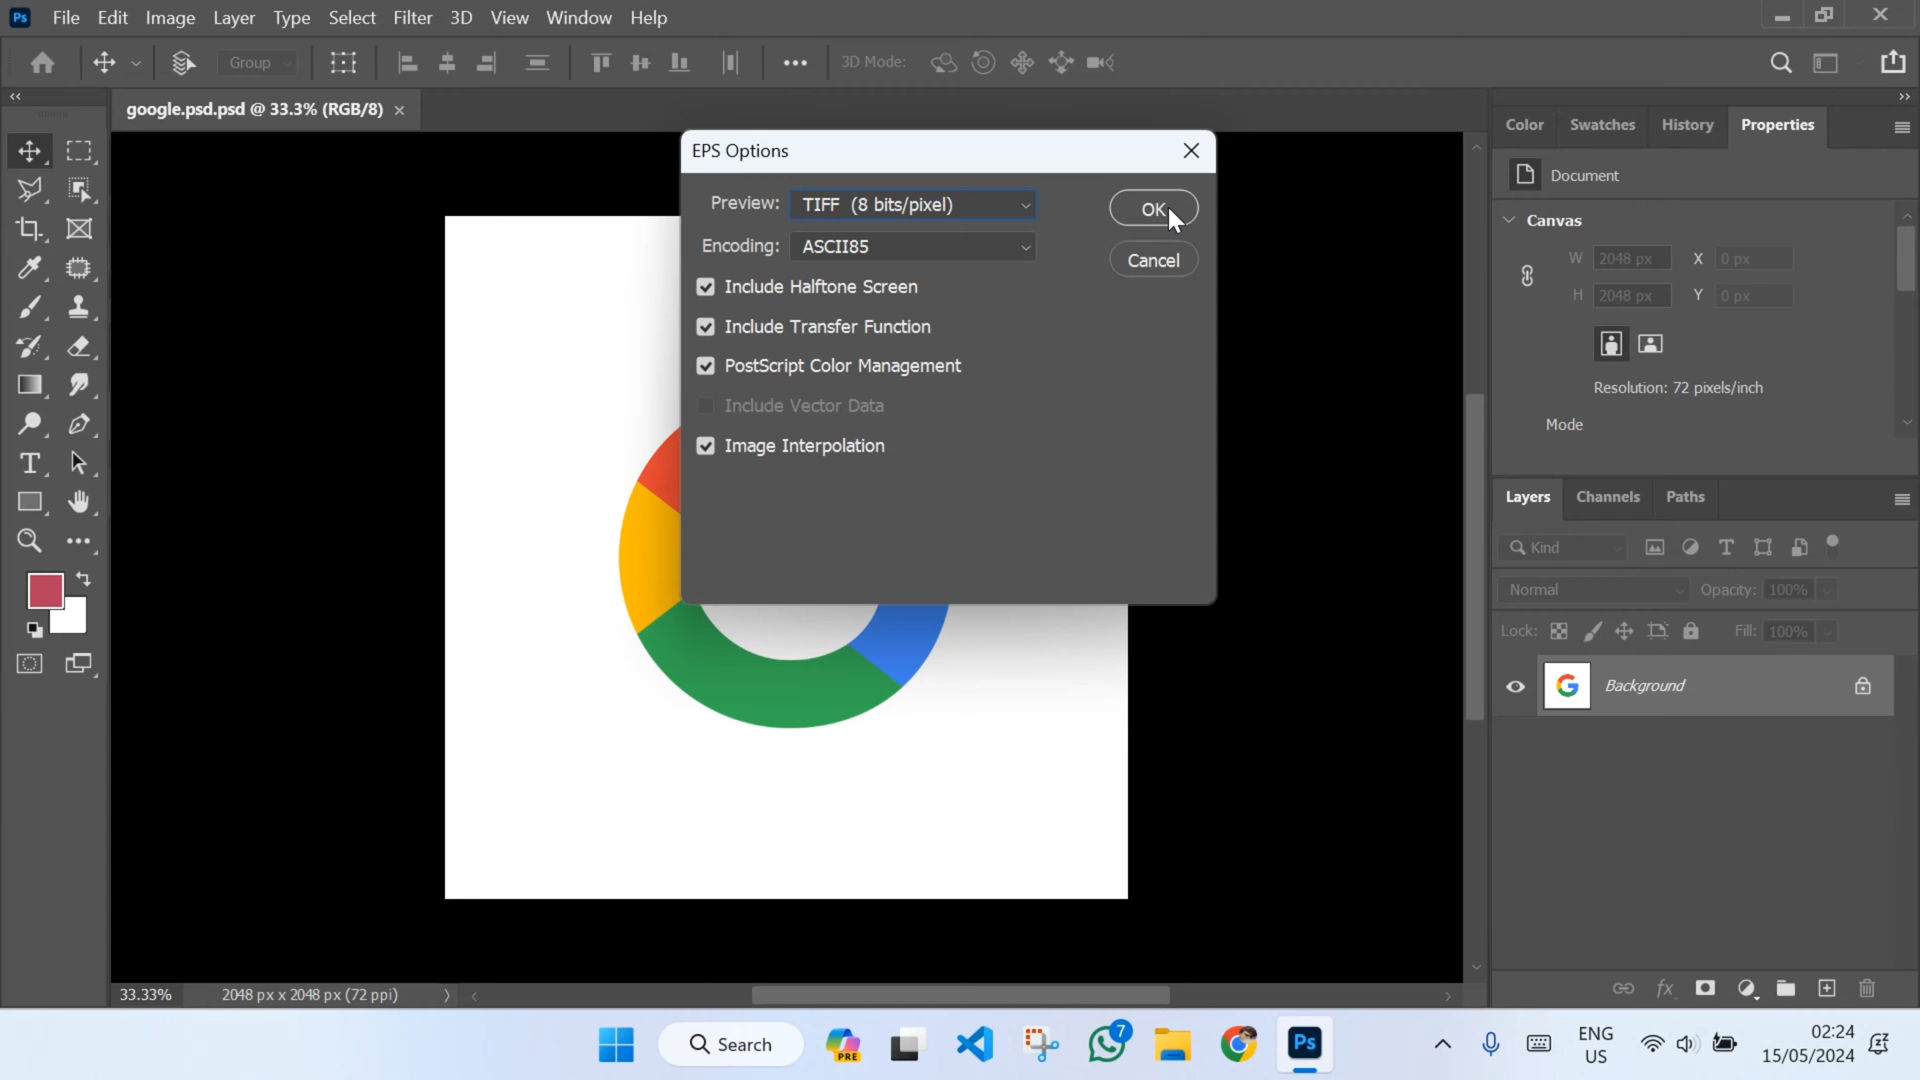 Ps File Edit Image Layer Type Select Filter 3D View Window Help
Group 3D Mode:
google.psd.psd @ 33.3% (RGB/8)
Color Swatches History Properties
EPS Options
Preview: TIFF (8 bits/pixel) OK
Encoding: ASCII85 Cancel
Include Halftone Screen
Include Transfer Function
PostScript Color Management
Include Vector Data
Image Interpolation
Document
Canvas
W 2048 px X 0 px
H 2048 px Y 0 px
Resolution: 72 pixels/inch
Mode
Layers Channels Paths
Kind
Normal Opacity: 100%
Lock: Fill: 100%
Background
33.33% 2048 px x 2048 px (72 ppi)
Search PRE 7 Ps ENG US 02:24
15/05/2024